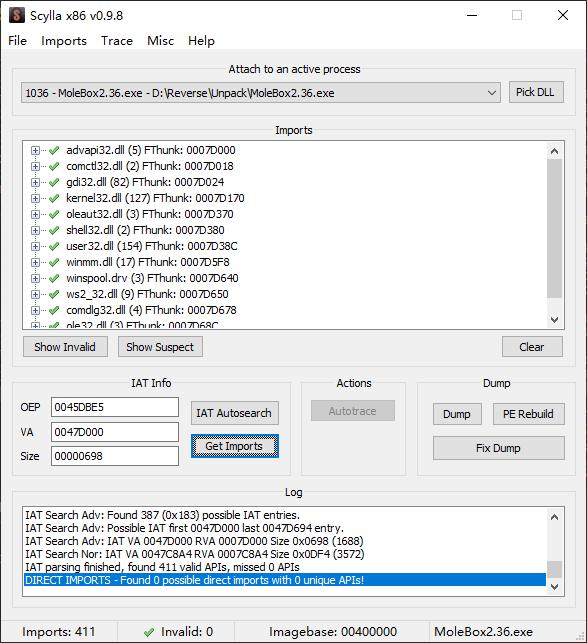 Scylla x86 v0.9.8
File Imports Trace Misc Help
Attach to an active process
1036 - MoleBox2.36.exe - D:\Reverse\Unpack\MoleBox2.36.exe
Pick DLL
Imports
advapi32.dll (5) FThunk: 0007D000
comctl32.dll (2) FThunk: 0007D018
gdi32.dll (82) FThunk: 0007D024
kernel32.dll (127) FThunk: 0007D170
oleaut32.dll (3) FThunk: 0007D370
shell32.dll (2) FThunk: 0007D380
user32.dll (154) FThunk: 0007D38C
winmm.dll (17) FThunk: 0007D5F8
winspool.drv (3) FThunk: 0007D640
ws2_32.dll (9) FThunk: 0007D650
comdlg32.dll (4) FThunk: 0007D678
ole32.dll (3) FThunk: 0007D68C
Show Invalid Show Suspect Clear
IAT Info Actions Dump
OEP 0045DBE5 IAT Autosearch Autotrace Dump PE Rebuild
VA 0047D000 Get Imports Fix Dump
Size 00000698
Log
IAT Search Adv: Found 387 (0x183) possible IAT entries.
IAT Search Adv: Possible IAT first 0047D000 last 0047D694 entry.
IAT Search Adv: IAT VA 0047D000 RVA 0007D000 Size 0x0698 (1688)
IAT Search Nor: IAT VA 0047C8A4 RVA 0007C8A4 Size 0x0DF4 (3572)
IAT parsing finished, found 411 valid APIs, missed 0 APIs
DIRECT IMPORTS - Found 0 possible direct imports with 0 unique APIs!
Imports: 411 Invalid: 0 Imagebase: 00400000 MoleBox2.36.exe